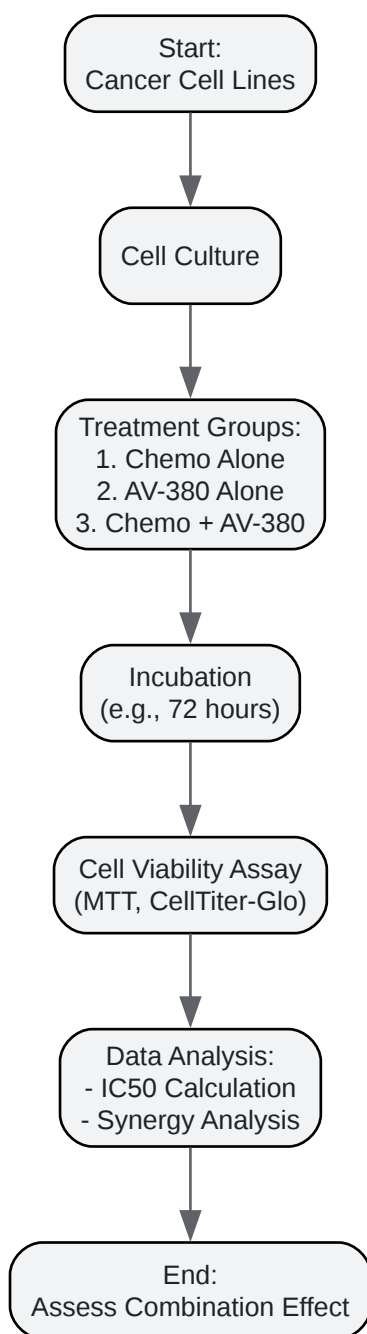 Start:
Cancer Cell Lines
Cell Culture
Treatment Groups:
1. Chemo Alone
2. AV-380 Alone
3. Chemo + AV-380
Incubation
(e.g., 72 hours)
Cell Viability Assay
(MTT, CellTiter-Glo)
Data Analysis:
- IC50 Calculation
- Synergy Analysis
End:
Assess Combination Effect